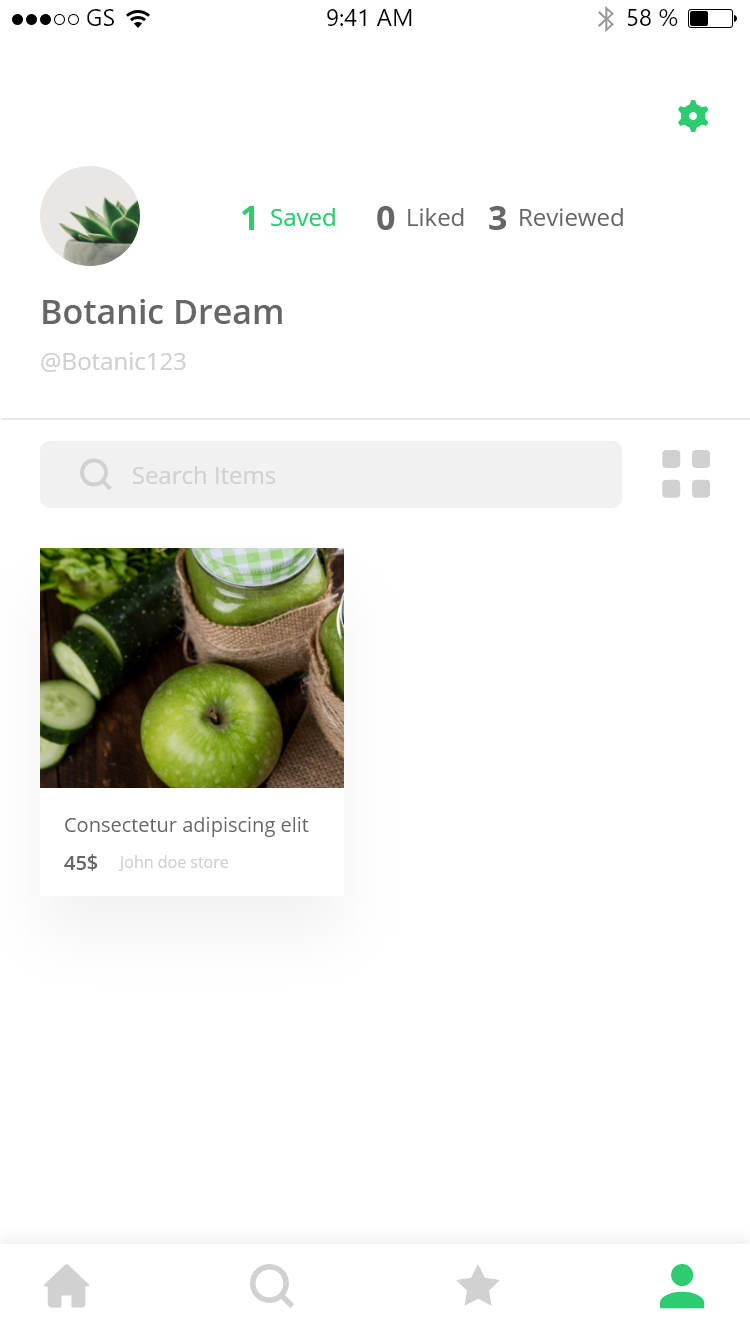 GS 9:41 AM 58 %
1 Saved 0 Liked 3 Reviewed
Botanic Dream
@Botanic123
Search Items
Consectetur adipiscing elit
45$ John doe store